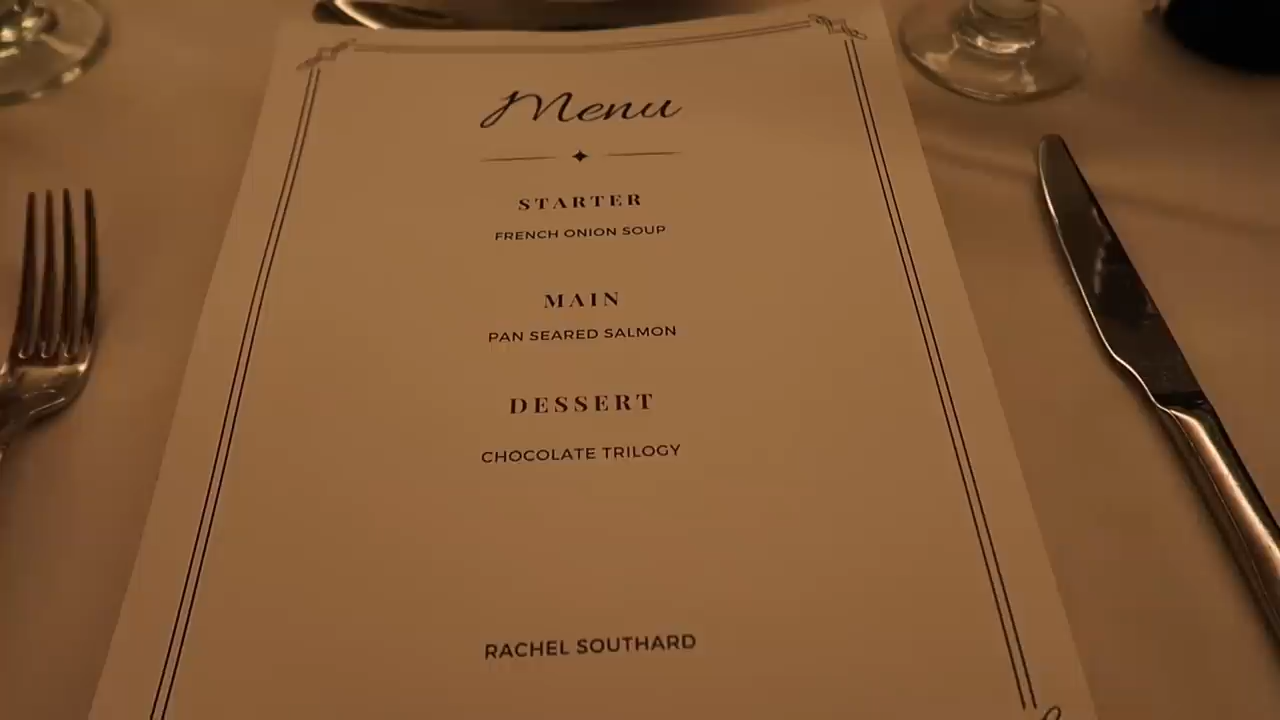 Menu
STARTER
FRENCH ONION SOUP
MAIN
PAN SEARED SALMON
DESSERT
CHOCOLATE TRILOGY
RACHEL SOUTHARD